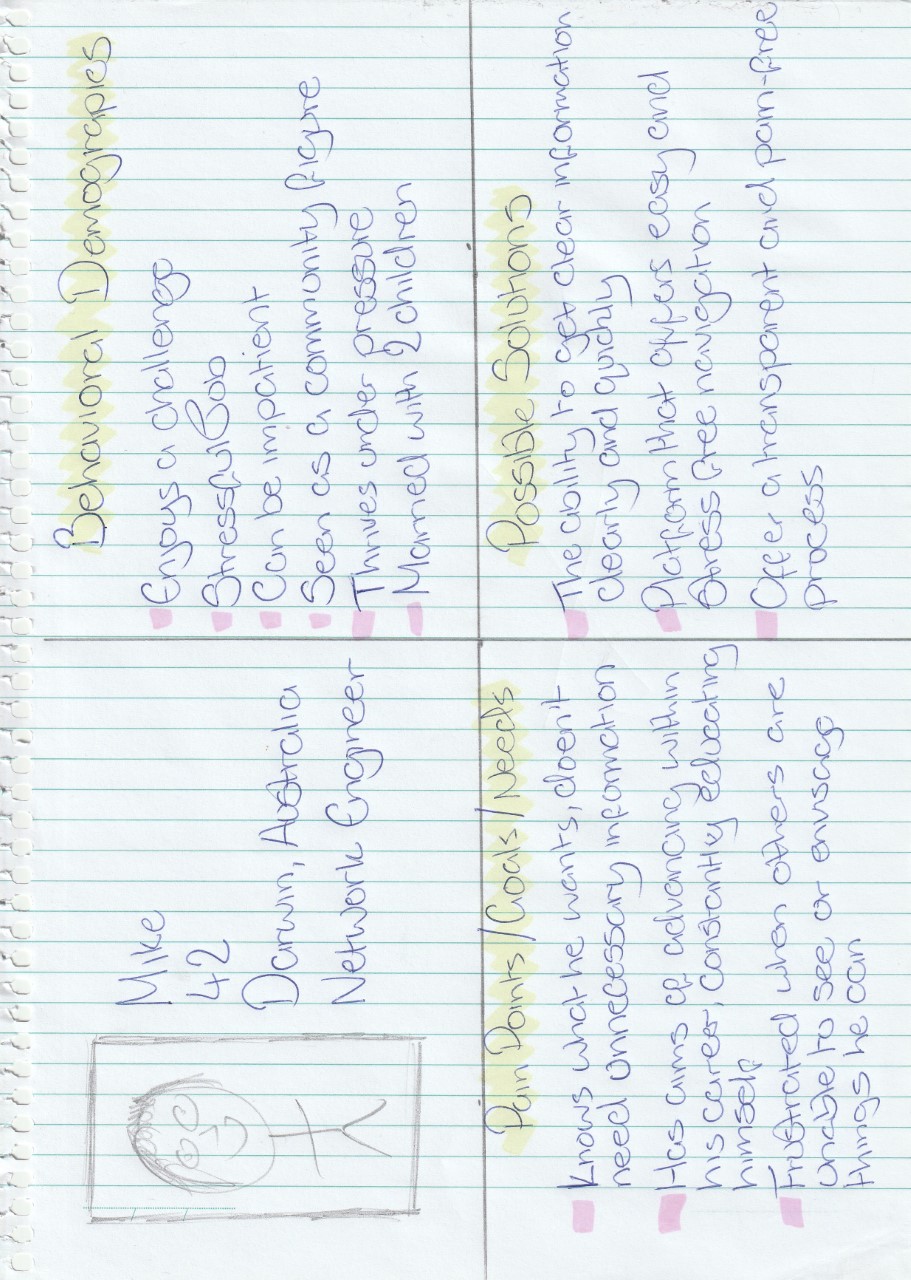 Mike
42
Darwin, Australia
Network Engineer
Behavioral Demograpies
Enjoys a challenge
Stressful Job
Can be impatient
Seen as a community figure
Thrives under pressure
Married with 2 children
Pain Points/Goals/Needs
Knows what he wants, doen't
need unnecessary information
Has aims of advancing within
his career, constantly educating
himself
Frustrated when others are
unable to see or envisage
things he can
Possible Solutions
The ability to get clear information
clearly and quickly
Platform that offers easy and
stress free navigation
Offer a transparent and pain-free
process